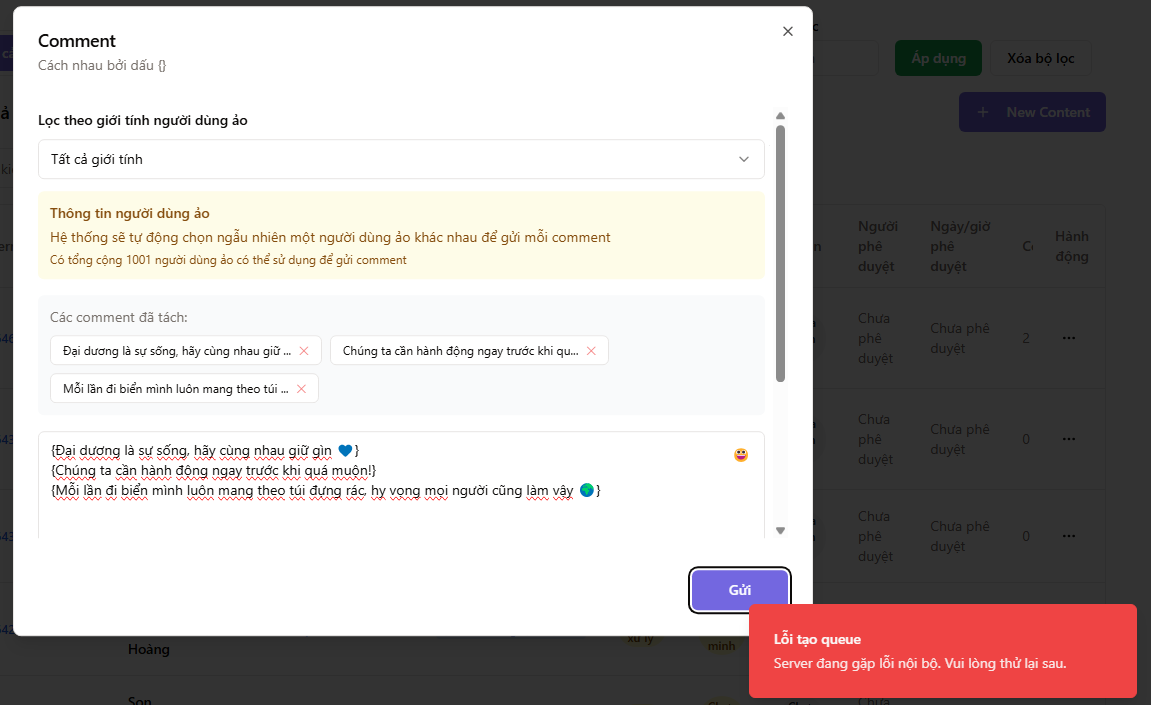 Comment
Cách nhau bởi dấu {}
Lọc theo giới tính người dùng ảo
Tất cả giới tính
Thông tin người dùng ảo
Hệ thống sẽ tự động chọn ngẫu nhiên một người dùng ảo khác nhau để gửi mỗi comment
Có tổng cộng 1001 người dùng ảo có thể sử dụng để gửi comment
Các comment đã tách:
Đại dương là sự sống, hãy cùng nhau giữ ...
Chúng ta cần hành động ngay trước khi qu...
Mỗi lần đi biển mình luôn mang theo túi ...
{Đại dương là sự sống, hãy cùng nhau giữ gìn 💙}
{Chúng ta cần hành động ngay trước khi quá muộn!}
{Mỗi lần đi biển mình luôn mang theo túi đựng rác, hy vọng mọi người cũng làm vậy 🌍}
Gửi
Lỗi tạo queue
Server đang gặp lỗi nội bộ. Vui lòng thử lại sau.
Áp dụng
Xóa bộ lọc
+ New Content
Người
phê
duyệt
Ngày/giờ
phê
duyệt
Hành
động
Chưa
phê
duyệt
Chưa phê
duyệt
2
Chưa
phê
duyệt
Chưa phê
duyệt
0
Chưa
phê
duyệt
Chưa phê
duyệt
0
Hoàng
xử lý
minh
Son